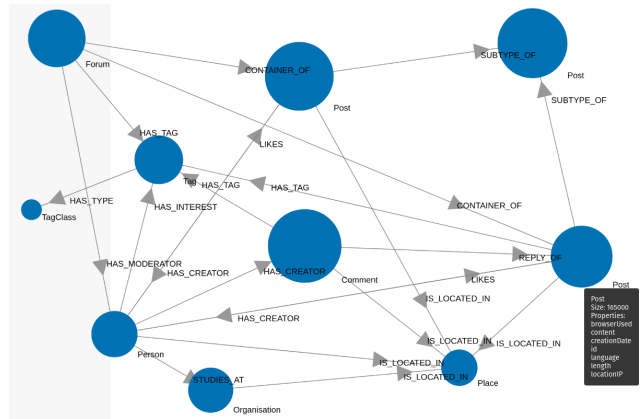 Forum
CONTAINER_OF
SUBTYPE_OF
Post
Post
SUBTYPE_OF
HAS_TAG
LIKES
Tag
HAS_TAG
HAS_TAG
HAS_TYPE
HAS_INTEREST
CONTAINER_OF
TagClass
HAS_MODERATOR
HAS_CREATOR
HAS_CREATOR
REPLY_OF
Comment
LIKES
Post
IS_LOCATED_IN
HAS_CREATOR
Person
IS_LOCATED_IN
IS_LOCATED_IN
IS_LOCATED_IN
STUDIES_AT
IS_LOCATED_IN
Place
Organisation
Post
Size: 165000
Properties:
browserUsed
content
creationDate
id
language
length
locationIP